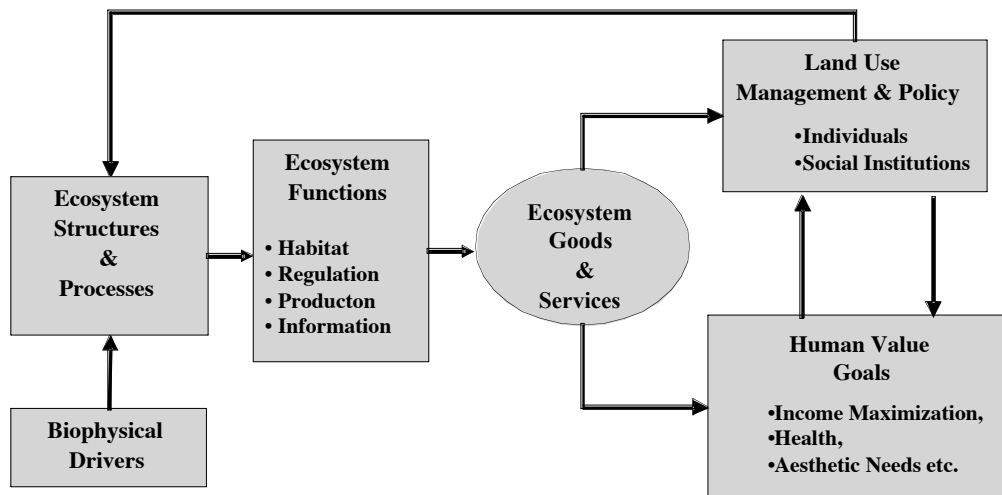 Ecosystem
Structures
&
Processes
Biophysical
Drivers
Ecosystem
Functions
• Habitat
• Regulation
• Producton
• Information
Ecosystem
Goods
&
Services
Land Use
Management & Policy
•Individuals
•Social Institutions
Human Value
Goals
•Income Maximization,
•Health,
•Aesthetic Needs etc.